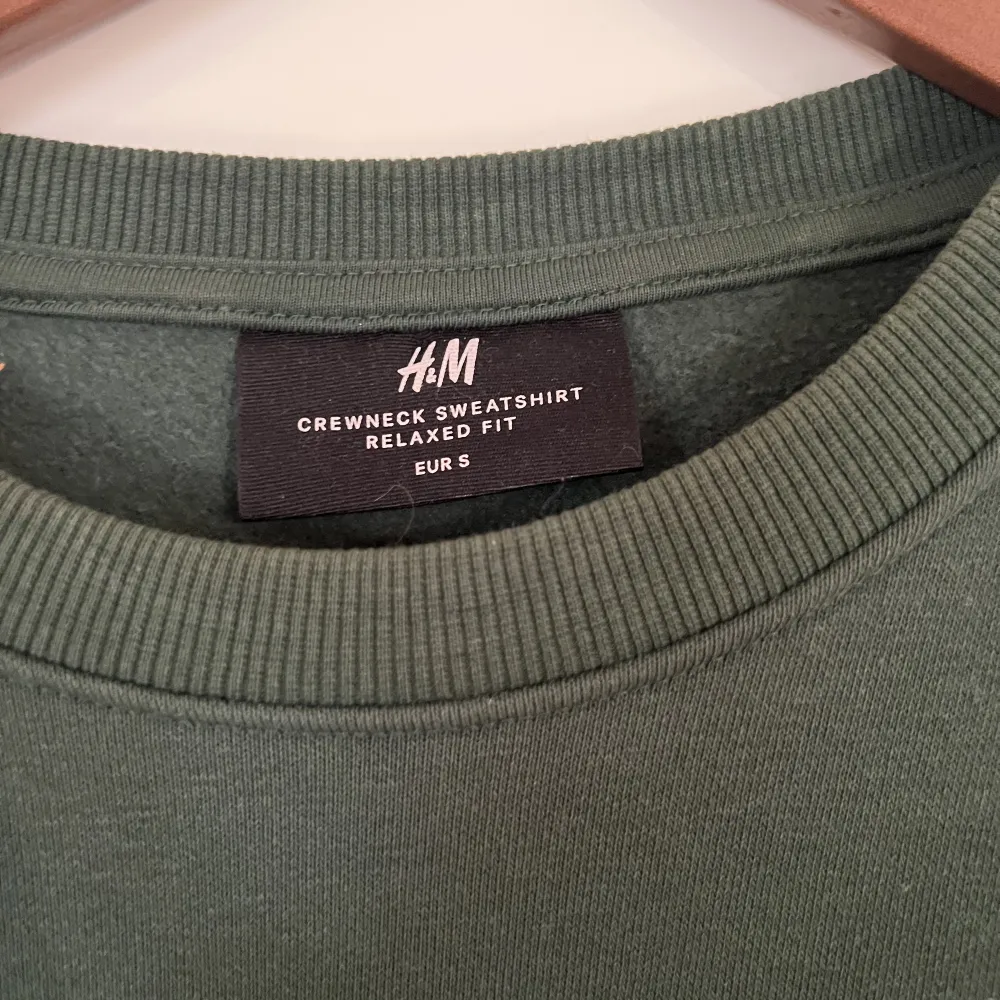 H&M
CREWNECK SWEATSHIRT
RELAXED FIT
EUR S